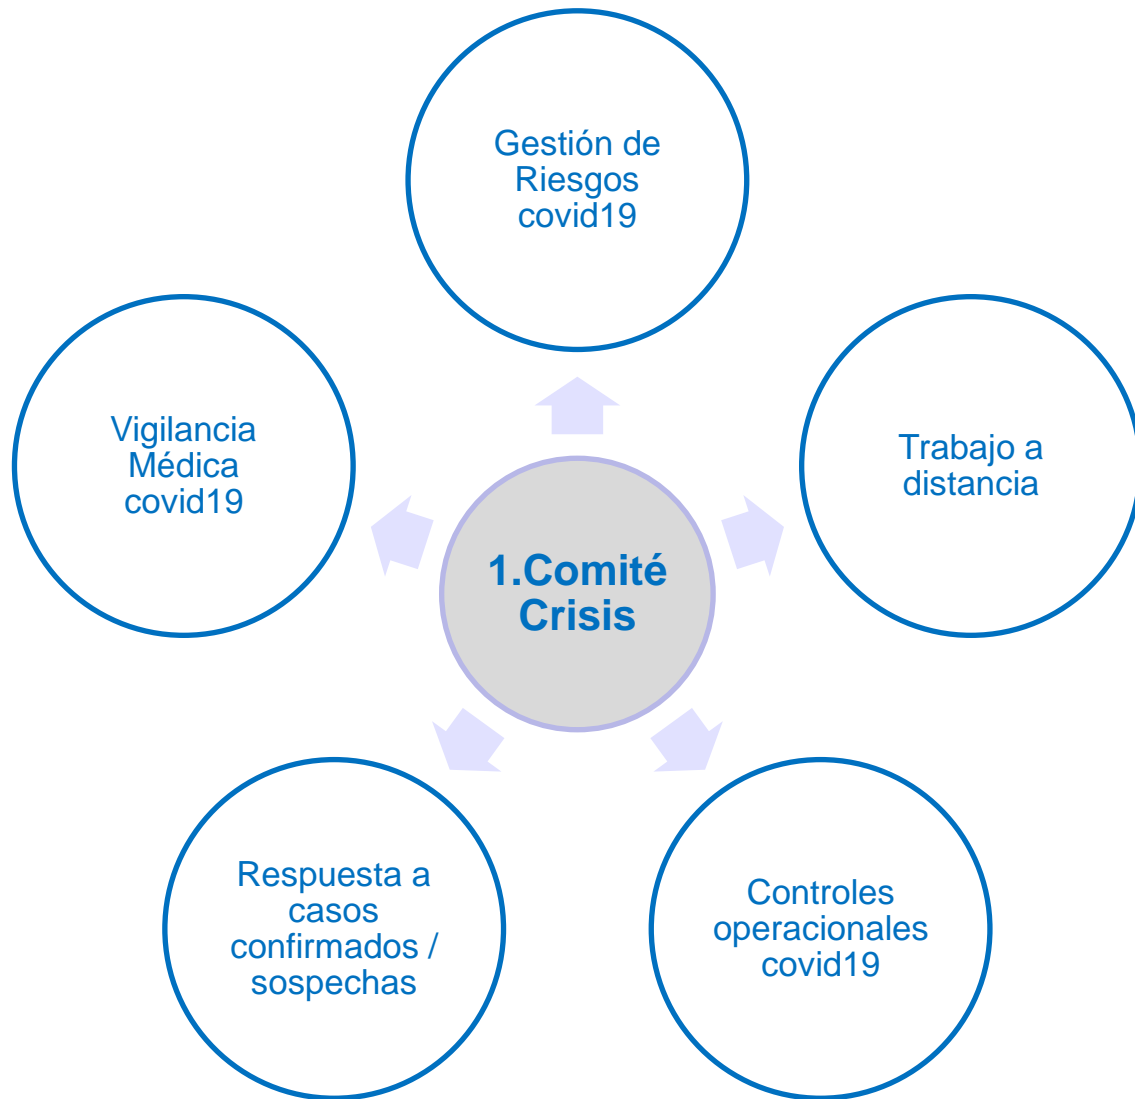 Gestión de
Riesgos
covid19
Vigilancia
Médica
covid19
Trabajo a
distancia
1.Comité
Crisis
Respuesta a
casos
confirmados /
sospechas
Controles
operacionales
covid19